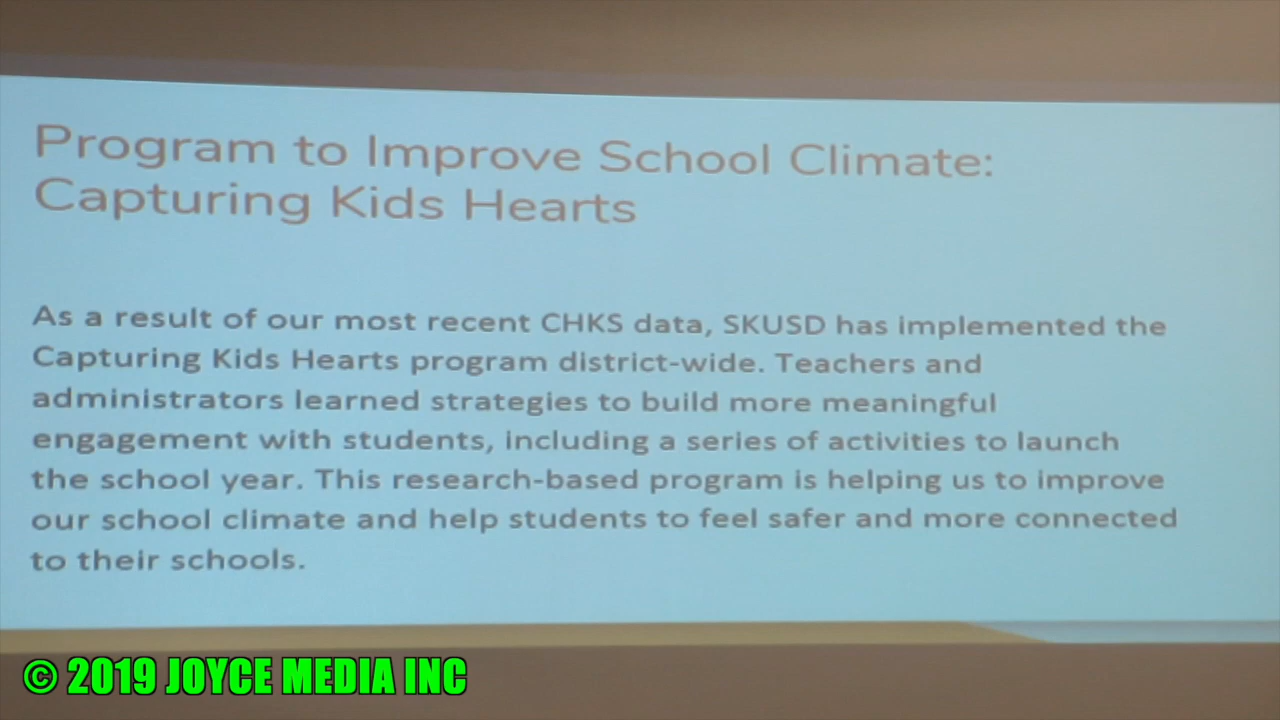 Program to Improve School Climate:
Capturing Kids Hearts
As a result of our most recent CHKS data, SKUSD has implemented the
Capturing Kids Hearts program district-wide. Teachers and
administrators learned strategies to build more meaningful
engagement with students, including a series of activities to launch
the school year. This research-based program is helping us to improve
our school climate and help students to feel safer and more connected
to their schools.
© 2019 JOYCE MEDIA INC